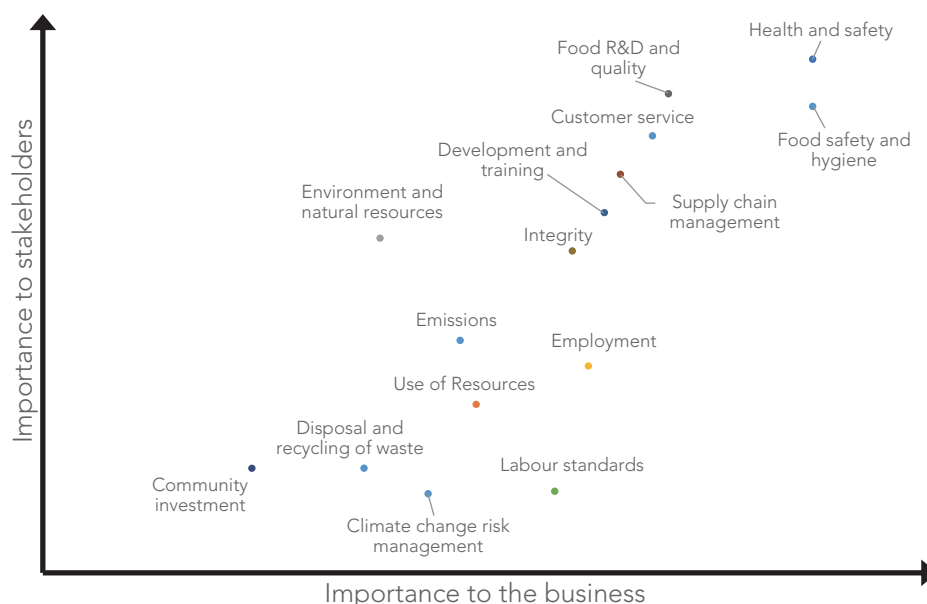 Health and safety
Food R&D and
quality
Customer service
Food safety and
hygiene
Development and
training
Environment and
natural resources
Supply chain
management
Integrity
Importance to stakeholders
Emissions
Employment
Use of Resources
Disposal and
recycling of waste
Labour standards
Community
investment
Climate change risk
management
Importance to the business